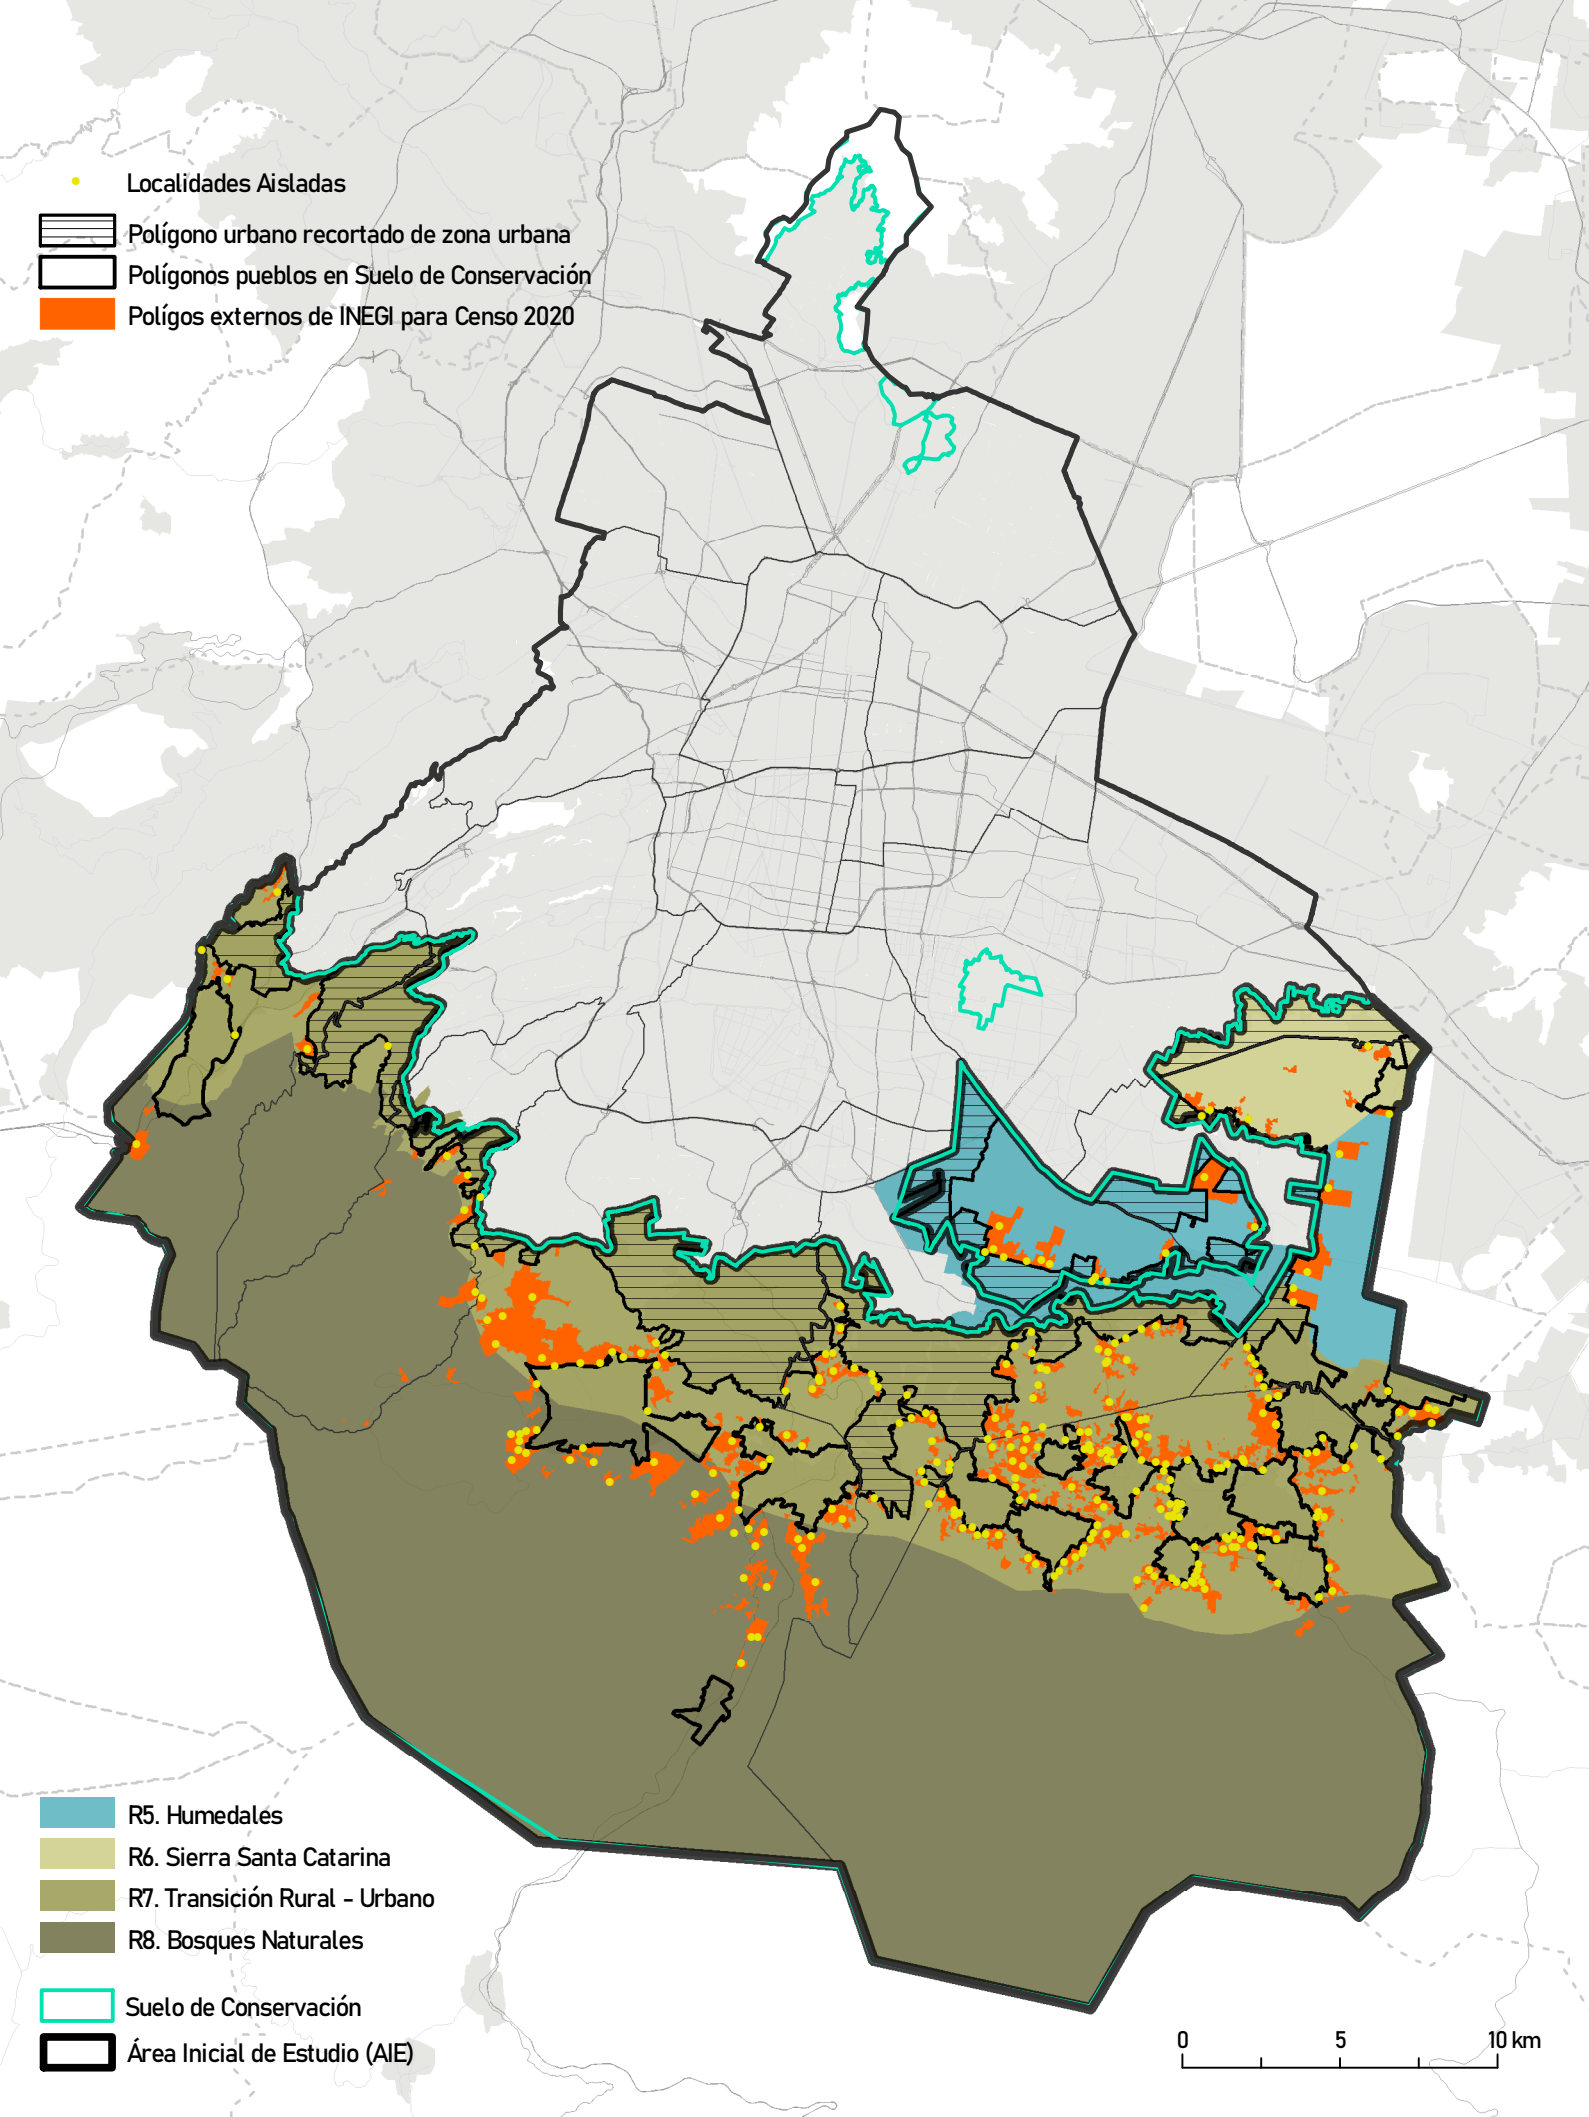 Localidades Aisladas
Polígono urbano recortado de zona urbana
Polígonos pueblos en Suelo de Conservación
Polígos externos de INEGI para Censo 2020
R5. Humedales
R6. Sierra Santa Catarina
R7. Transición Rural - Urbano
R8. Bosques Naturales
Suelo de Conservación
Área Inicial de Estudio (AIE)
0 5 10 km